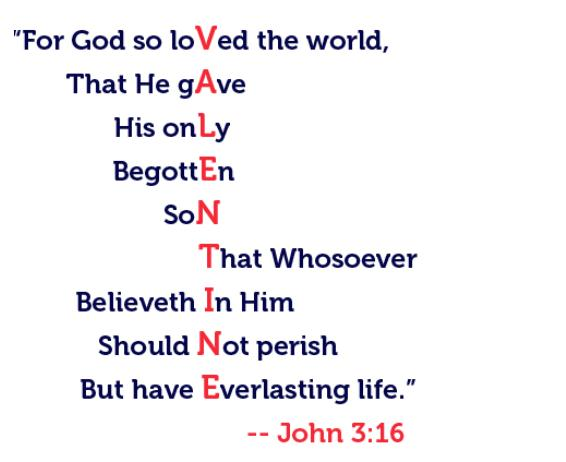 "For God so loVed the world,
That He gAve
His onLy
BegottEn
SoN
That Whosoever
Believeth In Him
Should Not perish
But have Everlasting life.”
-- John 3:16